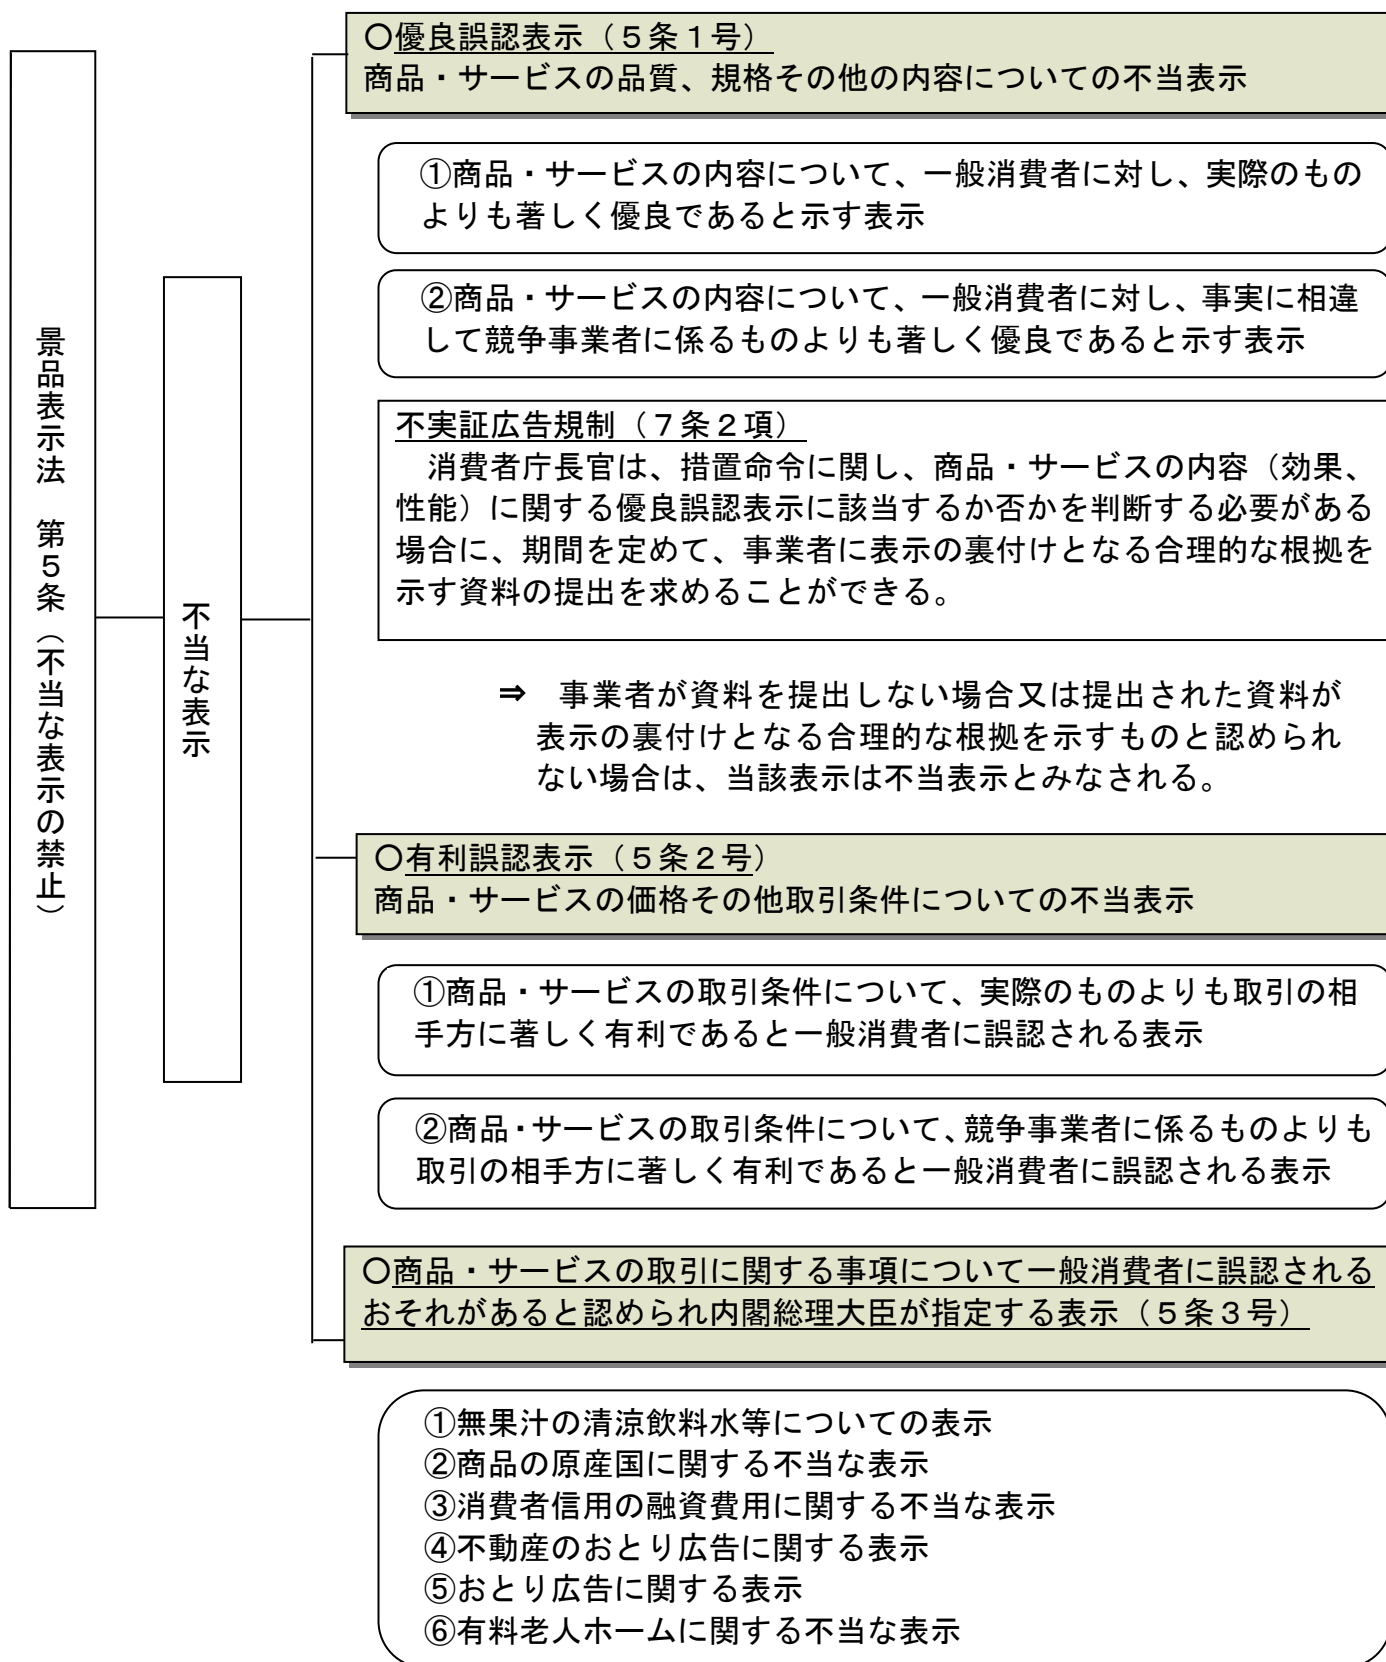 景品表示法　第5条（不当な表示の禁止）
不当な表示
〇優良誤認表示（５条１号）
商品・サービスの品質、規格その他の内容についての不当表示
①商品・サービスの内容について、一般消費者に対し、実際のもの
よりも著しく優良であると示す表示
②商品・サービスの内容について、一般消費者に対し、事実に相違
して競争事業者に係るものよりも著しく優良であると示す表示
不実証広告規制（７条２項）
　消費者庁長官は、措置命令に関し、商品・サービスの内容（効果、
性能）に関する優良誤認表示に該当するか否かを判断する必要がある
場合に、期間を定めて、事業者に表示の裏付けとなる合理的な根拠を
示す資料の提出を求めることができる。
⇒　事業者が資料を提出しない場合又は提出された資料が
表示の裏付けとなる合理的な根拠を示すものと認められ
ない場合は、当該表示は不当表示とみなされる。
〇有利誤認表示（５条２号）
商品・サービスの価格その他取引条件についての不当表示
①商品・サービスの取引条件について、実際のものよりも取引の相
手方に著しく有利であると一般消費者に誤認される表示
②商品・サービスの取引条件について、競争事業者に係るものよりも
取引の相手方に著しく有利であると一般消費者に誤認される表示
〇商品・サービスの取引に関する事項について一般消費者に誤認される
おそれがあると認められ内閣総理大臣が指定する表示（５条３号）
①無果汁の清涼飲料水等についての表示
②商品の原産国に関する不当な表示
③消費者信用の融資費用に関する不当な表示
④不動産のおとり広告に関する表示
⑤おとり広告に関する表示
⑥有料老人ホームに関する不当な表示